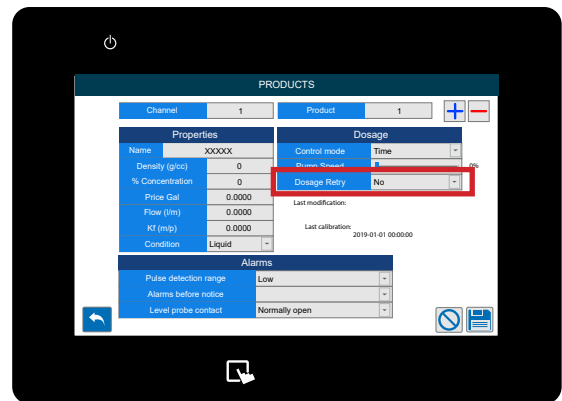 PRODUCTS
Channel 1 Product 1
Properties
Name XXXXX
Density (g/cc) 0
% Concentration 0
Price Gal 0.0000
Flow (l/m) 0.0000
Kf (m/p) 0.0000
Condition Liquid
Dosage
Control mode Time
Pump Speed 0%
Dosage Retry No
Last modification:
Last calibration:
2019-01-01 00:00:00
Alarms
Pulse detection range Low
Alarms before notice
Level probe contact Normally open